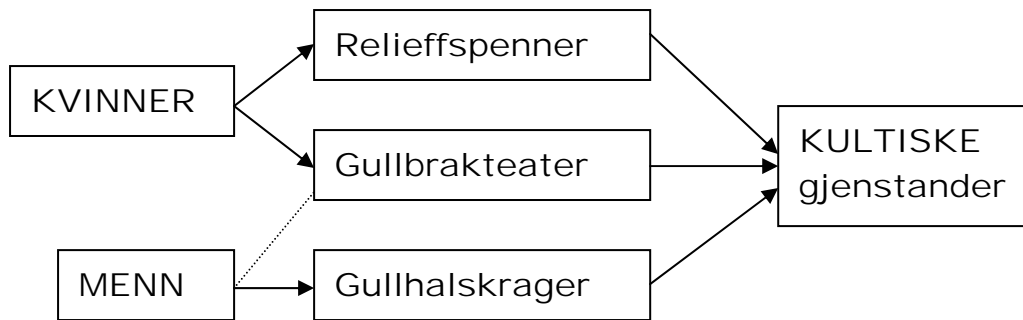 Relieffspenner
KVINNER
Gullbrakteater
KULTISKE
gjenstander
MENN
Gullhalskrager